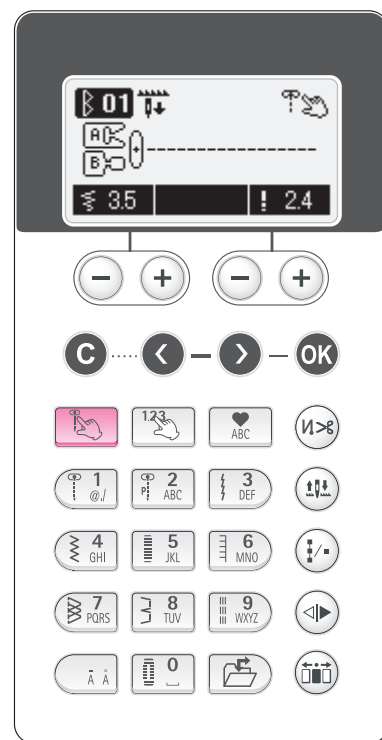 01
A
B
3.5 ! 2.4
− + − +
C OK
123 ABC
1 @./ P 2 ABC 3 DEF
4 GHI 5 JKL 6 MNO
7 PQRS 8 TUV 9 WXYZ
Ä Å 0